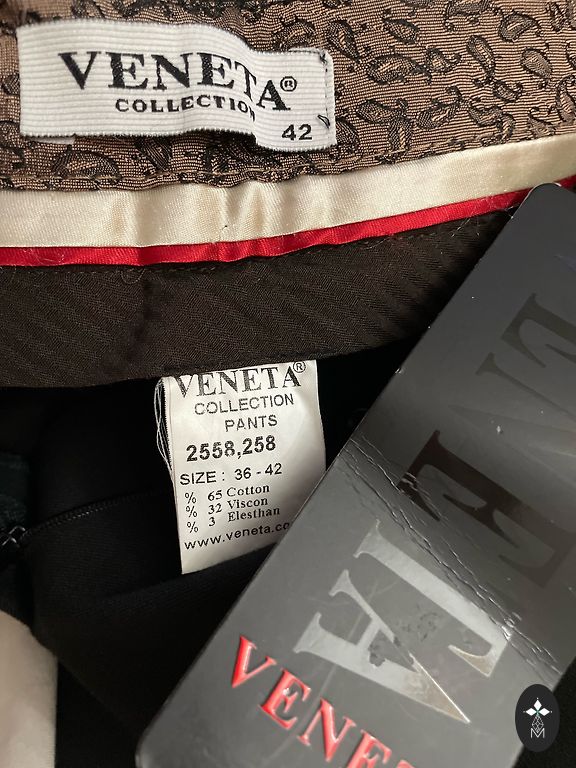 VENETA®
COLLECTION
42
VENETA®
COLLECTION
PANTS
2558,258
SIZE : 36 - 42
% 65 Cotton
% 32 Viscon
% 3 Elesthan
www.veneta.co
VENET
M